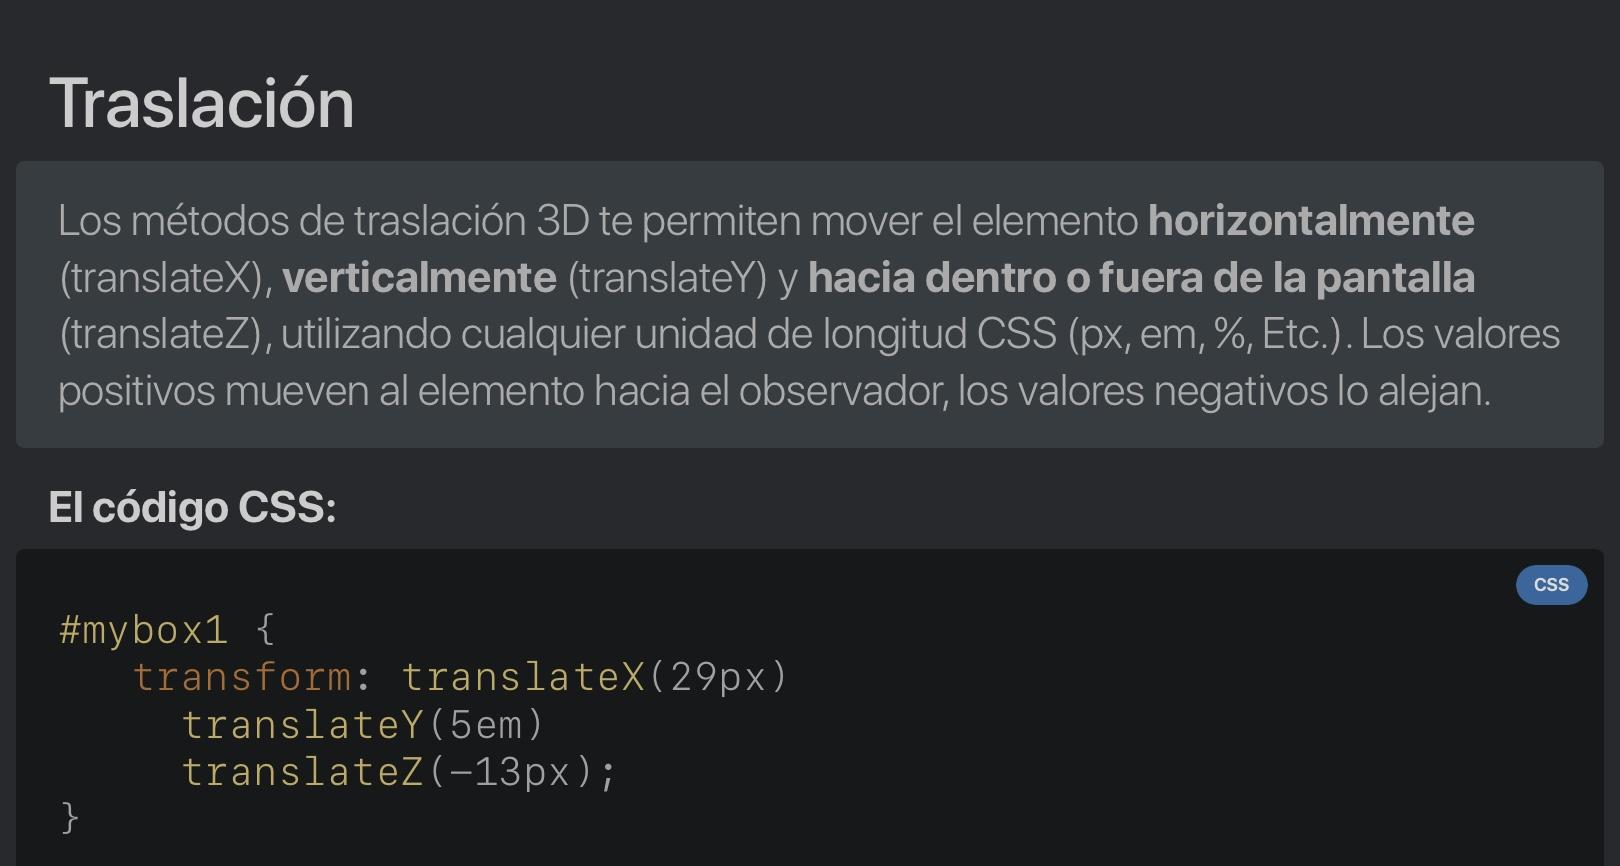 Traslación
Los métodos de traslación 3D te permiten mover el elemento horizontalmente
(translateX), verticalmente (translateY) y hacia dentro o fuera de la pantalla
(translateZ), utilizando cualquier unidad de longitud CSS (px, em, %, Etc.). Los valores
positivos mueven al elemento hacia el observador, los valores negativos lo alejan.
El código CSS:
CSS
#mybox1 {
transform: translateX(29px)
translateY(5em)
translateZ(–13px);
}